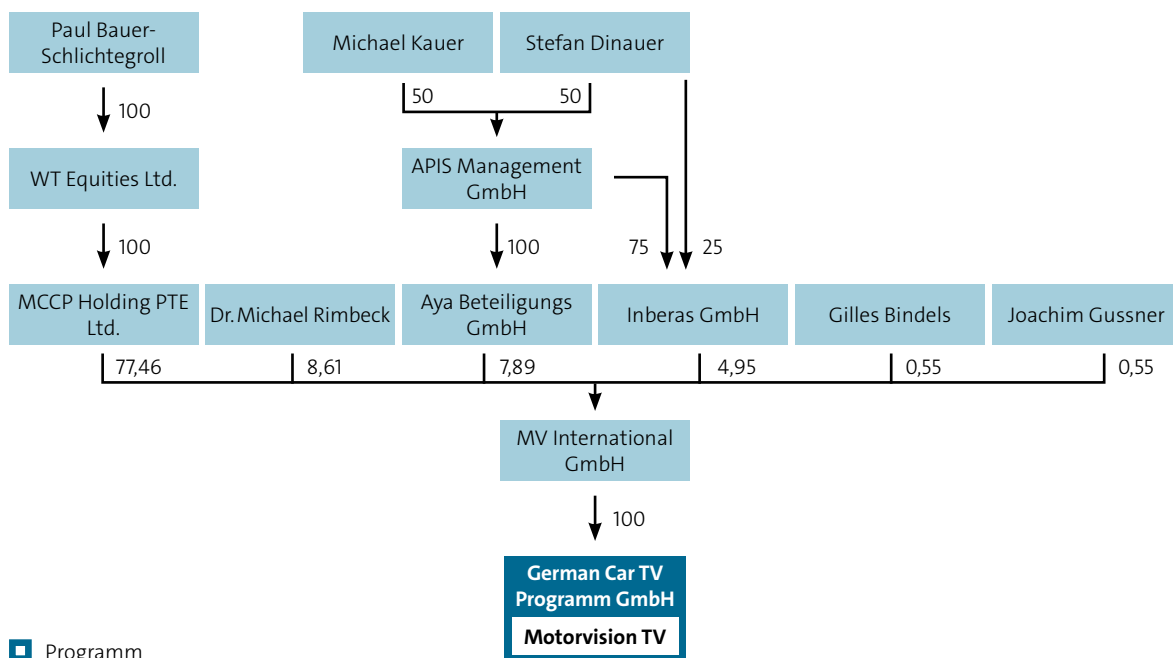 Paul Bauer-
Schlichtegroll
Michael Kauer
Stefan Dinauer
100
50
50
WT Equities Ltd.
APIS Management
GmbH
100
100
75
25
MCCP Holding PTE
Ltd.
Dr. Michael Rimbeck
Aya Beteiligungs
GmbH
Inberas GmbH
Gilles Bindels
Joachim Gussner
77,46
8,61
7,89
4,95
0,55
0,55
MV International
GmbH
100
German Car TV
Programm GmbH
Motorvision TV
Programm